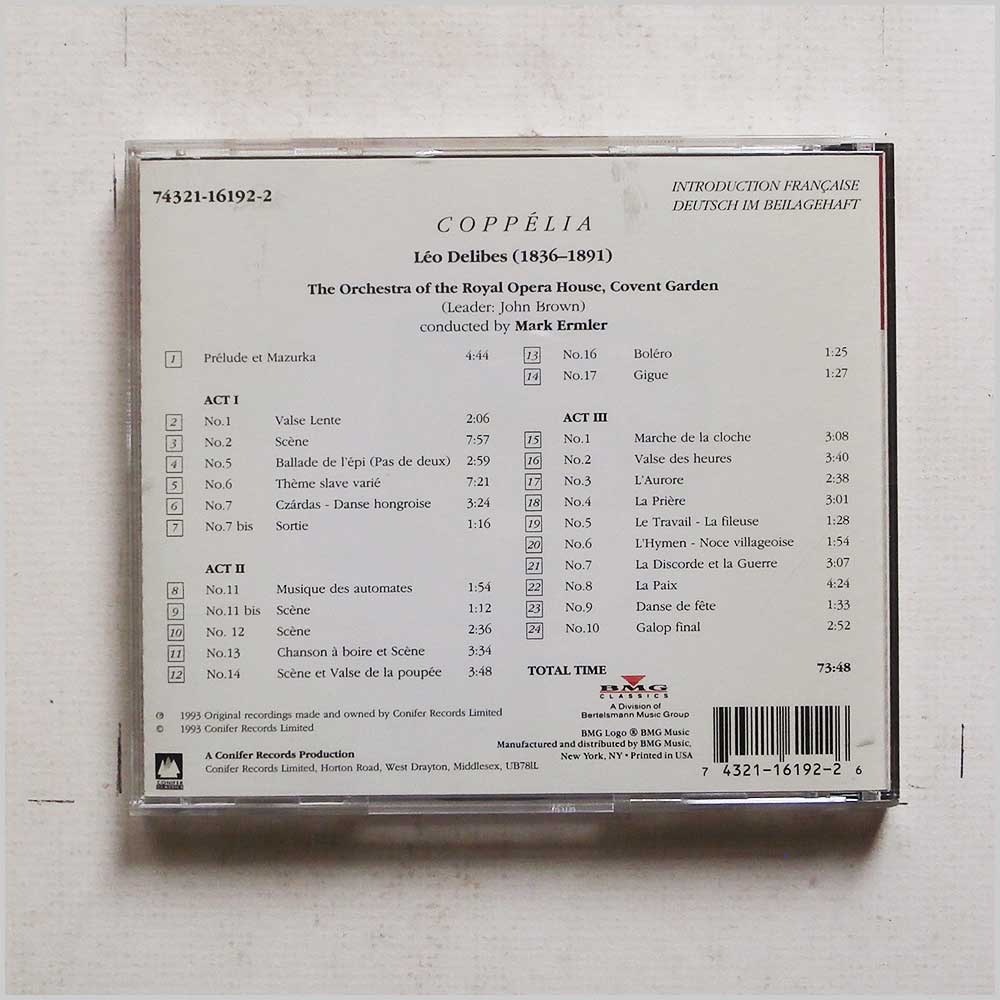 74321-16192-2
INTRODUCTION FRANÇAISE
DEUTSCH IM BEILAGEHAFT
COPPÉLIA
Léo Delibes (1836–1891)
The Orchestra of the Royal Opera House, Covent Garden
(Leader: John Brown)
conducted by Mark Ermler
1 Prélude et Mazurka 4:44
ACT I
2 No.1 Valse Lente 2:06
3 No.2 Scène 7:57
4 No.5 Ballade de l'épi (Pas de deux) 2:59
5 No.6 Thème slave varié 7:21
6 No.7 Czárdas - Danse hongroise 3:24
7 No.7 bis Sortie 1:16
ACT II
8 No.11 Musique des automates 1:54
9 No.11 bis Scène 1:12
10 No. 12 Scène 2:36
11 No.13 Chanson à boire et Scène 3:34
12 No.14 Scène et Valse de la poupée 3:48
13 No.16 Boléro 1:25
14 No.17 Gigue 1:27
ACT III
15 No.1 Marche de la cloche 3:08
16 No.2 Valse des heures 3:40
17 No.3 L'Aurore 2:38
18 No.4 La Prière 3:01
19 No.5 Le Travail - La fileuse 1:28
20 No.6 L'Hymen - Noce villageoise 1:54
21 No.7 La Discorde et la Guerre 3:07
22 No.8 La Paix 4:24
23 No.9 Danse de fête 1:33
24 No.10 Galop final 2:52
TOTAL TIME 73:48
℗ 1993 Original recordings made and owned by Conifer Records Limited
© 1993 Conifer Records Limited
CONIFER
CLASSICS
A Conifer Records Production
Conifer Records Limited, Horton Road, West Drayton, Middlesex, UB78IL
BMG
CLASSICS
A Division of
Bertelsmann Music Group
BMG Logo ® BMG Music
Manufactured and distributed by BMG Music,
New York, NY • Printed in USA
7 4321-16192-2 6